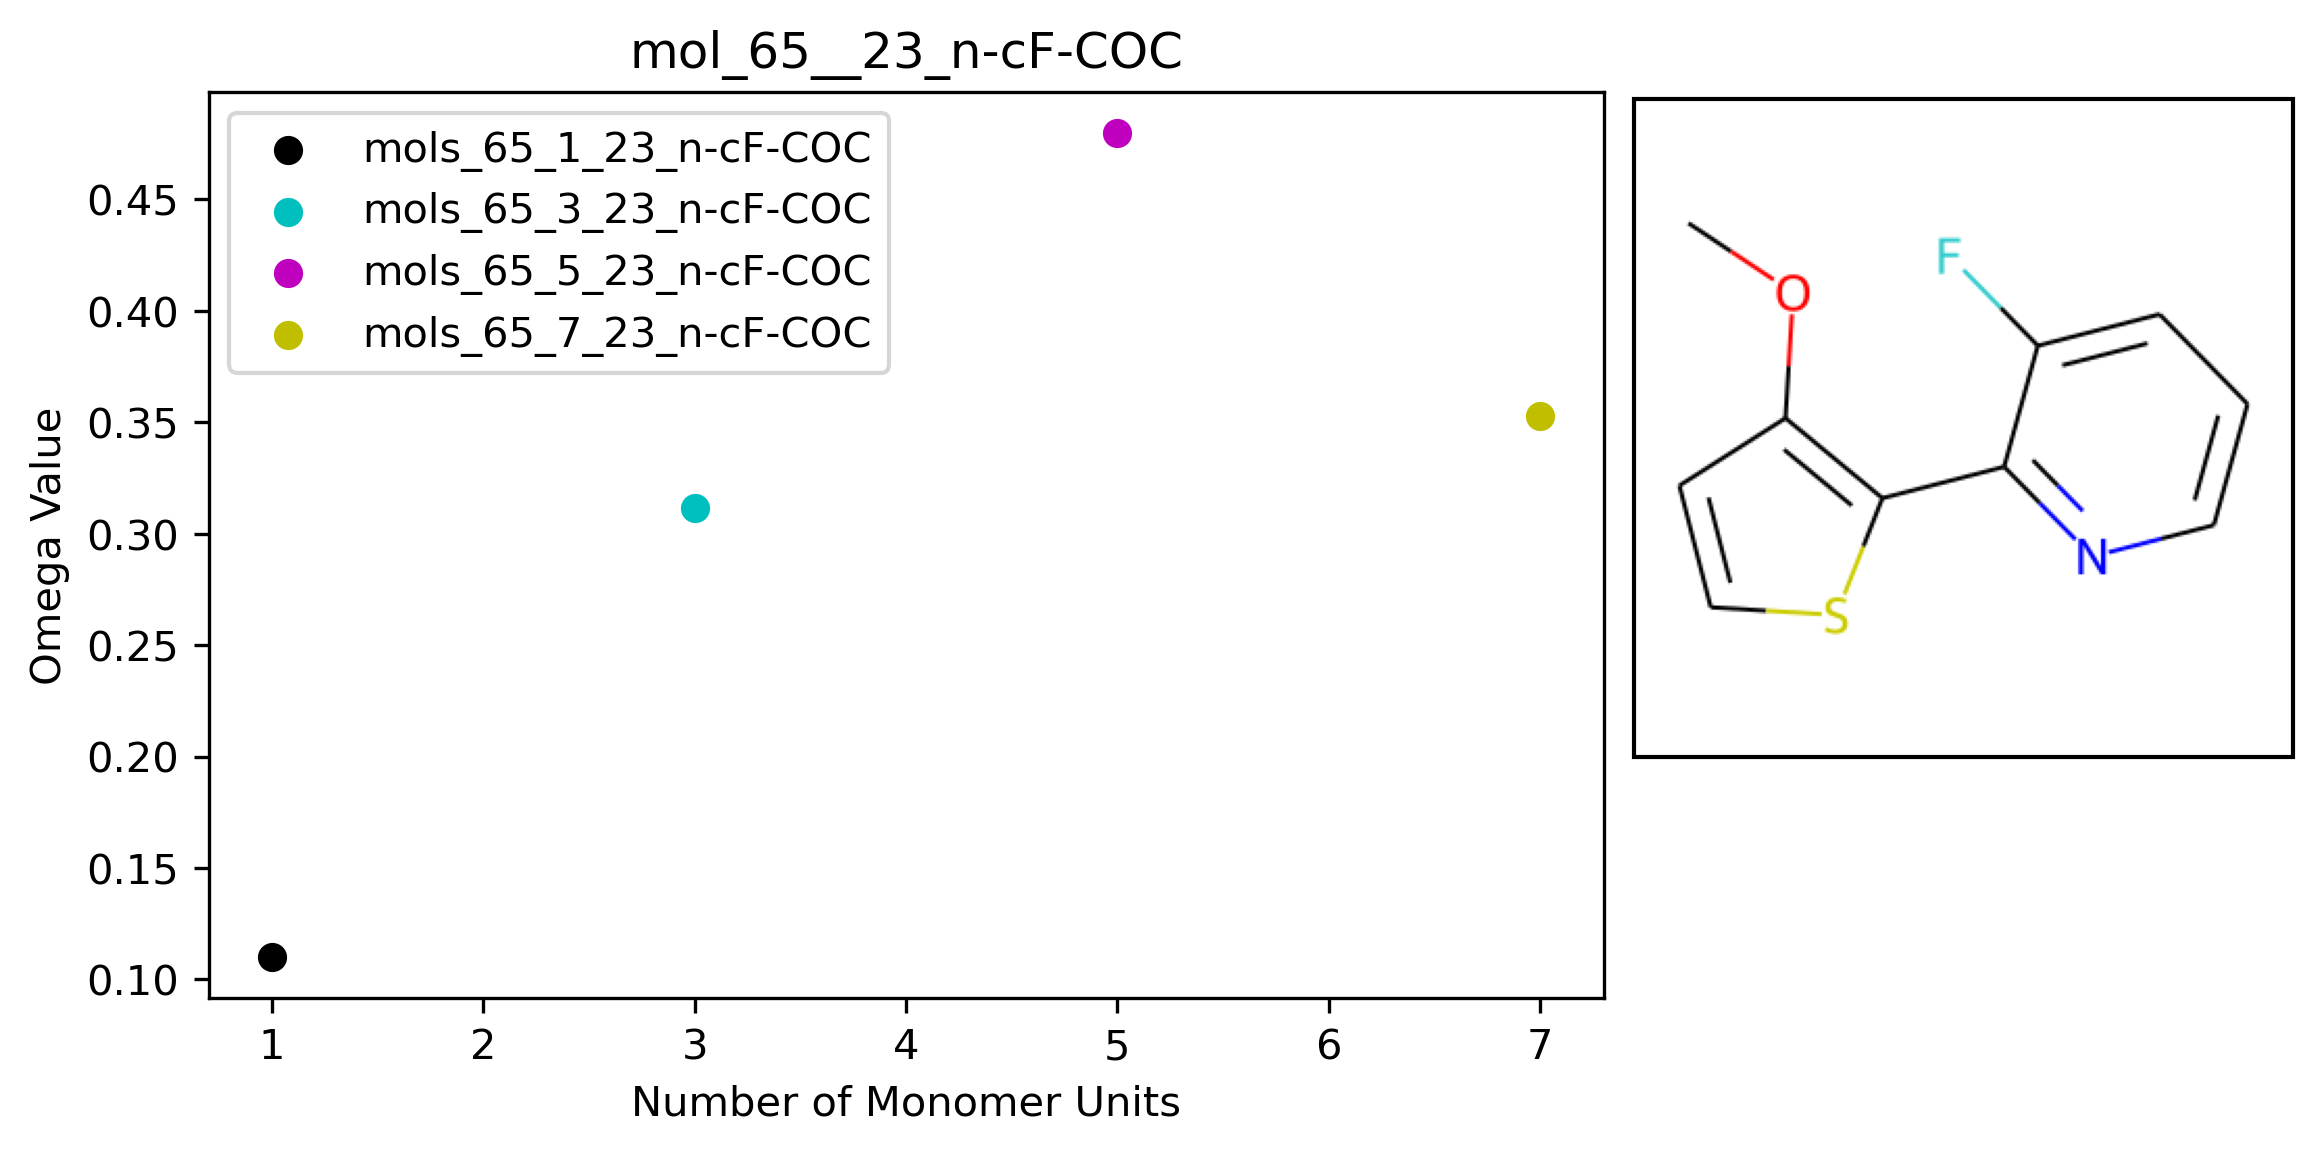 mol_65__23_n-cF-COC
mols_65_1_23_n-cF-COC
mols_65_3_23_n-cF-COC
mols_65_5_23_n-cF-COC
mols_65_7_23_n-cF-COC
Omega Value
0.45
0.40
0.35
0.30
0.25
0.20
0.15
0.10
1 2 3 4 5 6 7
Number of Monomer Units
F
O
N
S